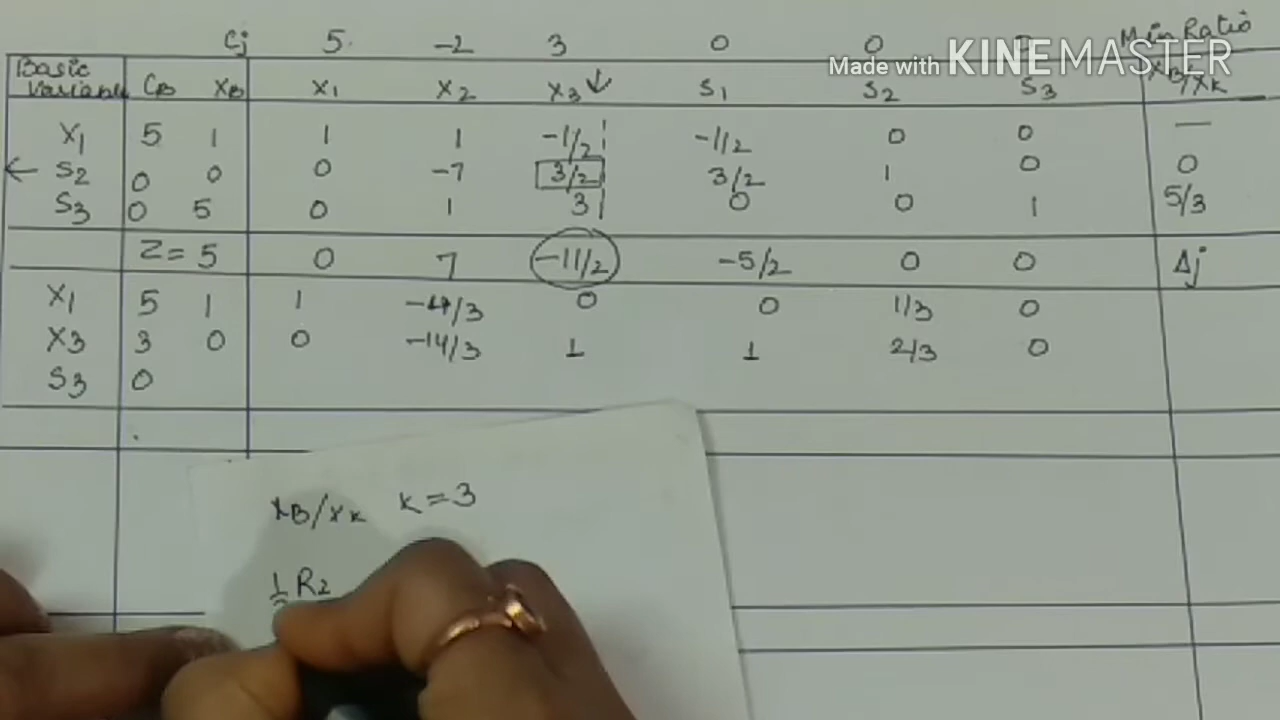 Cj 5 -2 3 0 0 0 Min Ratio
Made with KINEMASTER
Basic Variable CB XB X1 X2 X3 ↓ S1 S2 S3 XB/XK
X1 5 1 1 1 -1/2 -1/2 0 0 —
← S2 0 0 0 -7 3/2 3/2 1 0 0
S3 0 5 0 1 3 0 0 1 5/3
Z = 5 0 7 -11/2 -5/2 0 0 Δj
X1 5 1 1 /3 0 0 1/3 0
X3 3 0 0 -14/3 1 1 2/3 0
S3 0
XB/XK K=3
R2